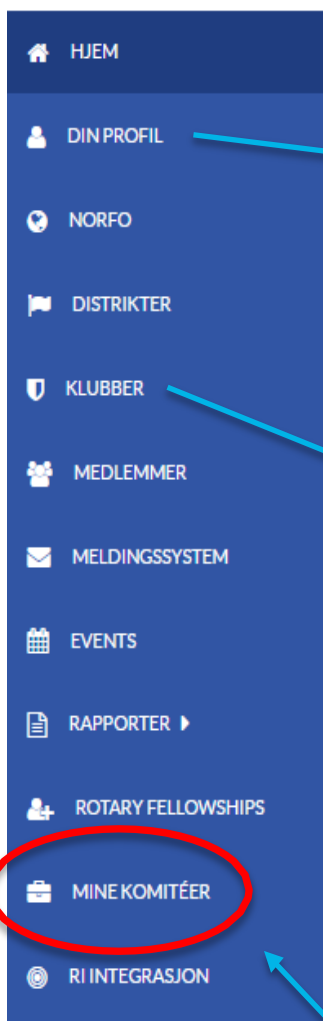 HJEM
DIN PROFIL
NORFO
DISTRIKTER
KLUBBER
MEDLEMMER
MELDINGSSYSTEM
EVENTS
RAPPORTER
ROTARY FELLOWSHIPS
MINE KOMITÉER
RI INTEGRASJON